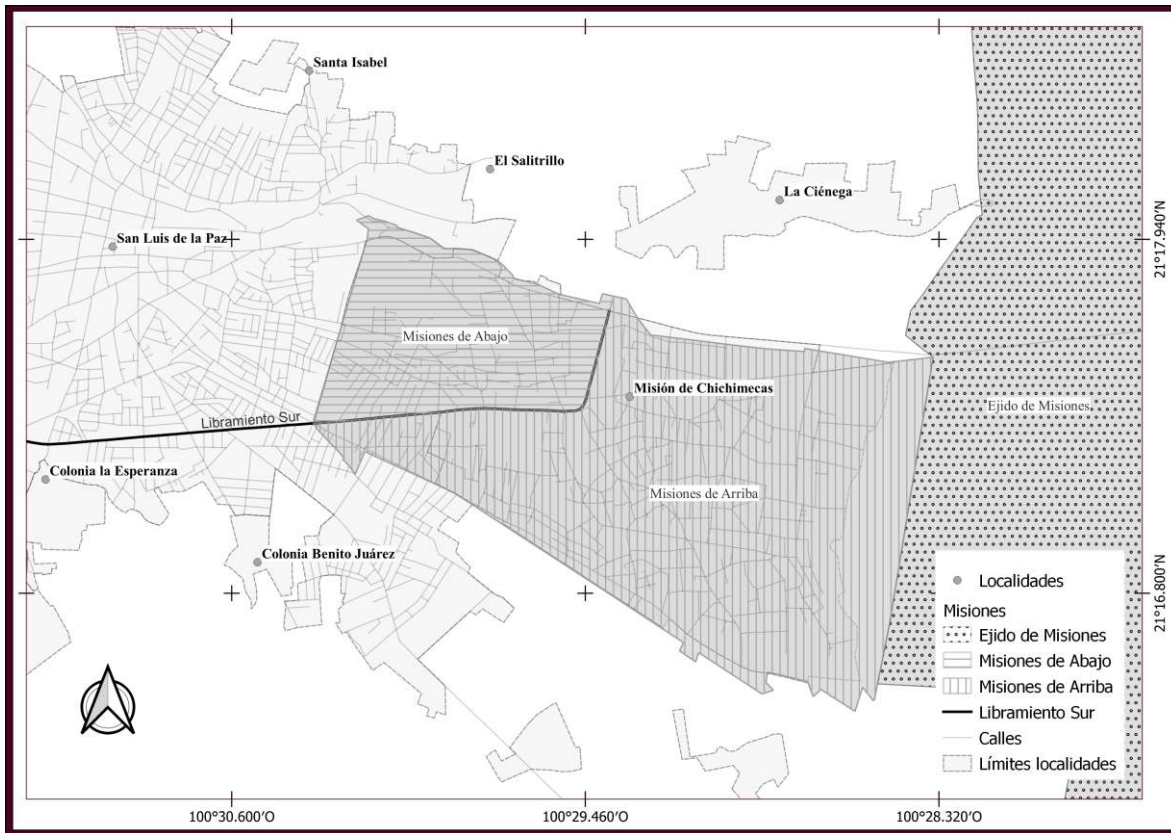 Santa Isabel
El Salitrillo
La Ciénega
San Luis de la Paz
21°17.940'N
Misiones de Abajo
Misión de Chichimecas
Ejido de Misiones
Libramiento Sur
Colonia la Esperanza
Misiones de Arriba
Colonia Benito Juárez
21°16.800'N
Localidades
Misiones
Ejido de Misiones
Misiones de Abajo
Misiones de Arriba
Libramiento Sur
Calles
Límites localidades
100°30.600'O
100°29.460'O
100°28.320'O